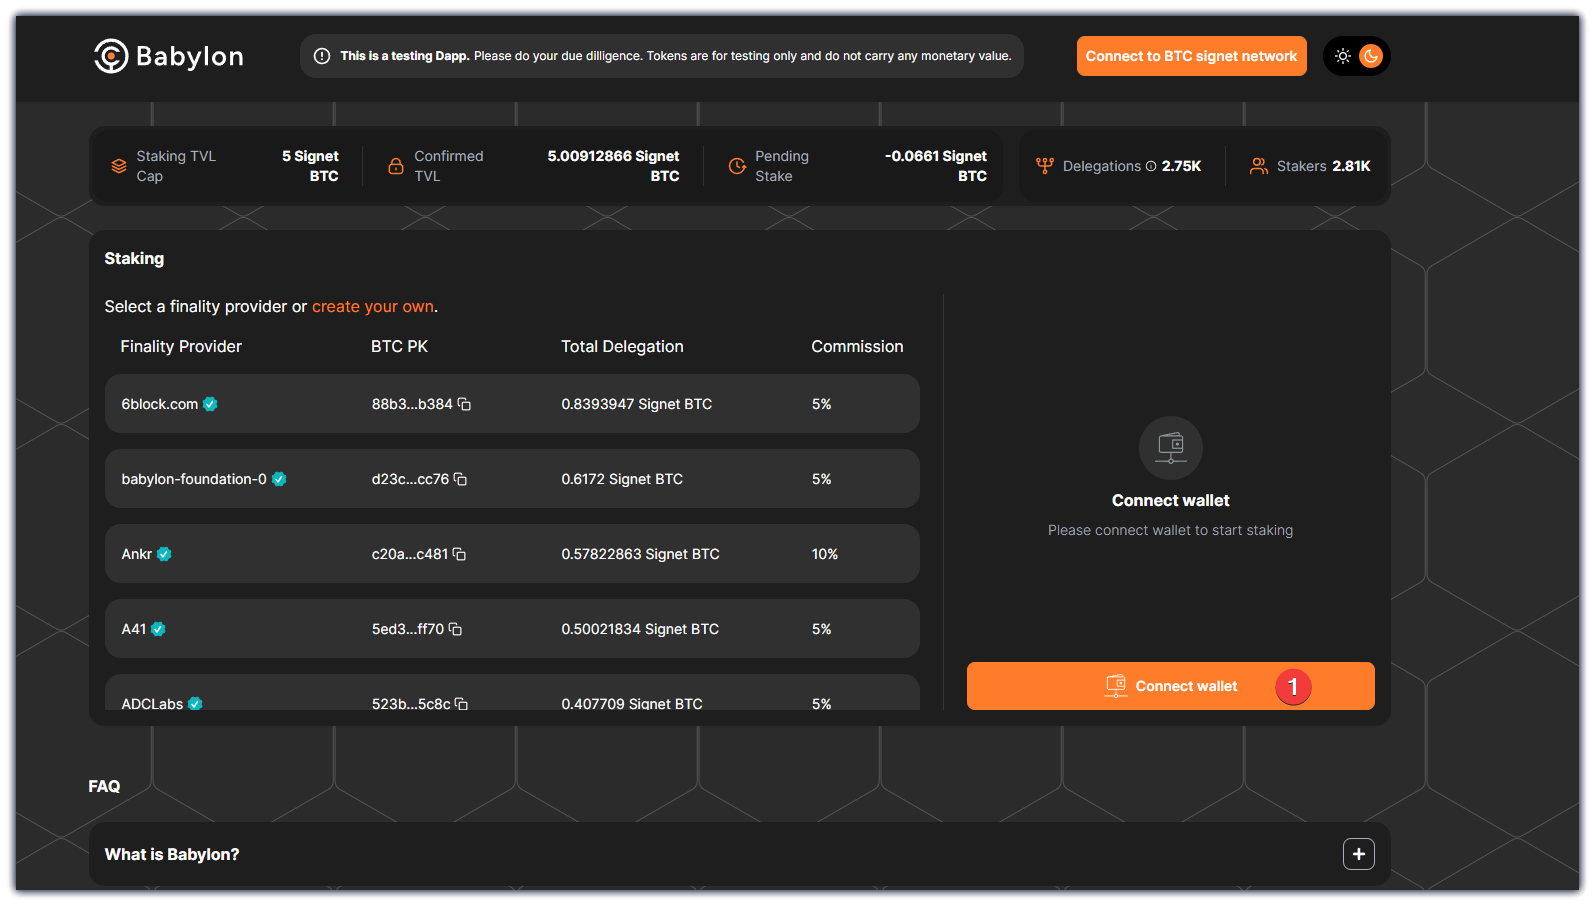 Babylon
This is a testing Dapp. Please do your due dilligence. Tokens are for testing only and do not carry any monetary value.
Connect to BTC signet network
Staking TVL Cap
5 Signet BTC
Confirmed TVL
5.00912866 Signet BTC
Pending Stake
-0.0661 Signet BTC
Delegations 2.75K
Stakers 2.81K
Staking
Select a finality provider or create your own.
Finality Provider BTC PK Total Delegation Commission
6block.com 88b3...b384 0.8393947 Signet BTC 5%
babylon-foundation-0 d23c...cc76 0.6172 Signet BTC 5%
Ankr c20a...c481 0.57822863 Signet BTC 10%
A41 5ed3...ff70 0.50021834 Signet BTC 5%
ADCLabs 523b...5c8c 0.407709 Signet BTC 5%
Connect wallet
Please connect wallet to start staking
Connect wallet 1
FAQ
What is Babylon?